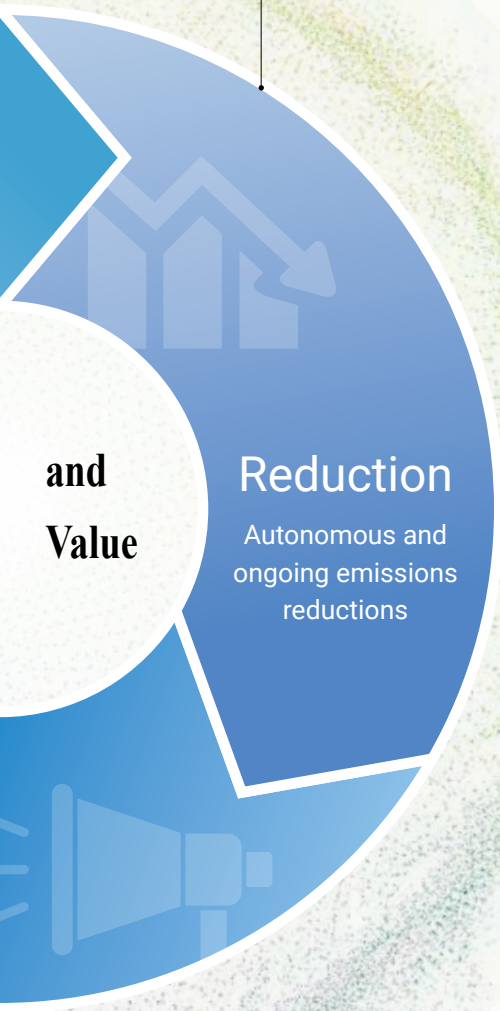 and
Value
Reduction
Autonomous and
ongoing emissions
reductions